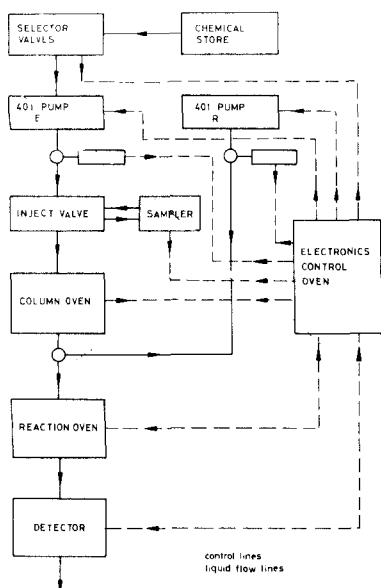 SELECTOR
VALVES
CHEMICAL
STORE
401 PUMP
E
401 PUMP
R
INJECT VALVE
SAMPLER
ELECTRONICS
CONTROL
OVEN
COLUMN OVEN
REACTION OVEN
DETECTOR
control lines
liquid flow lines